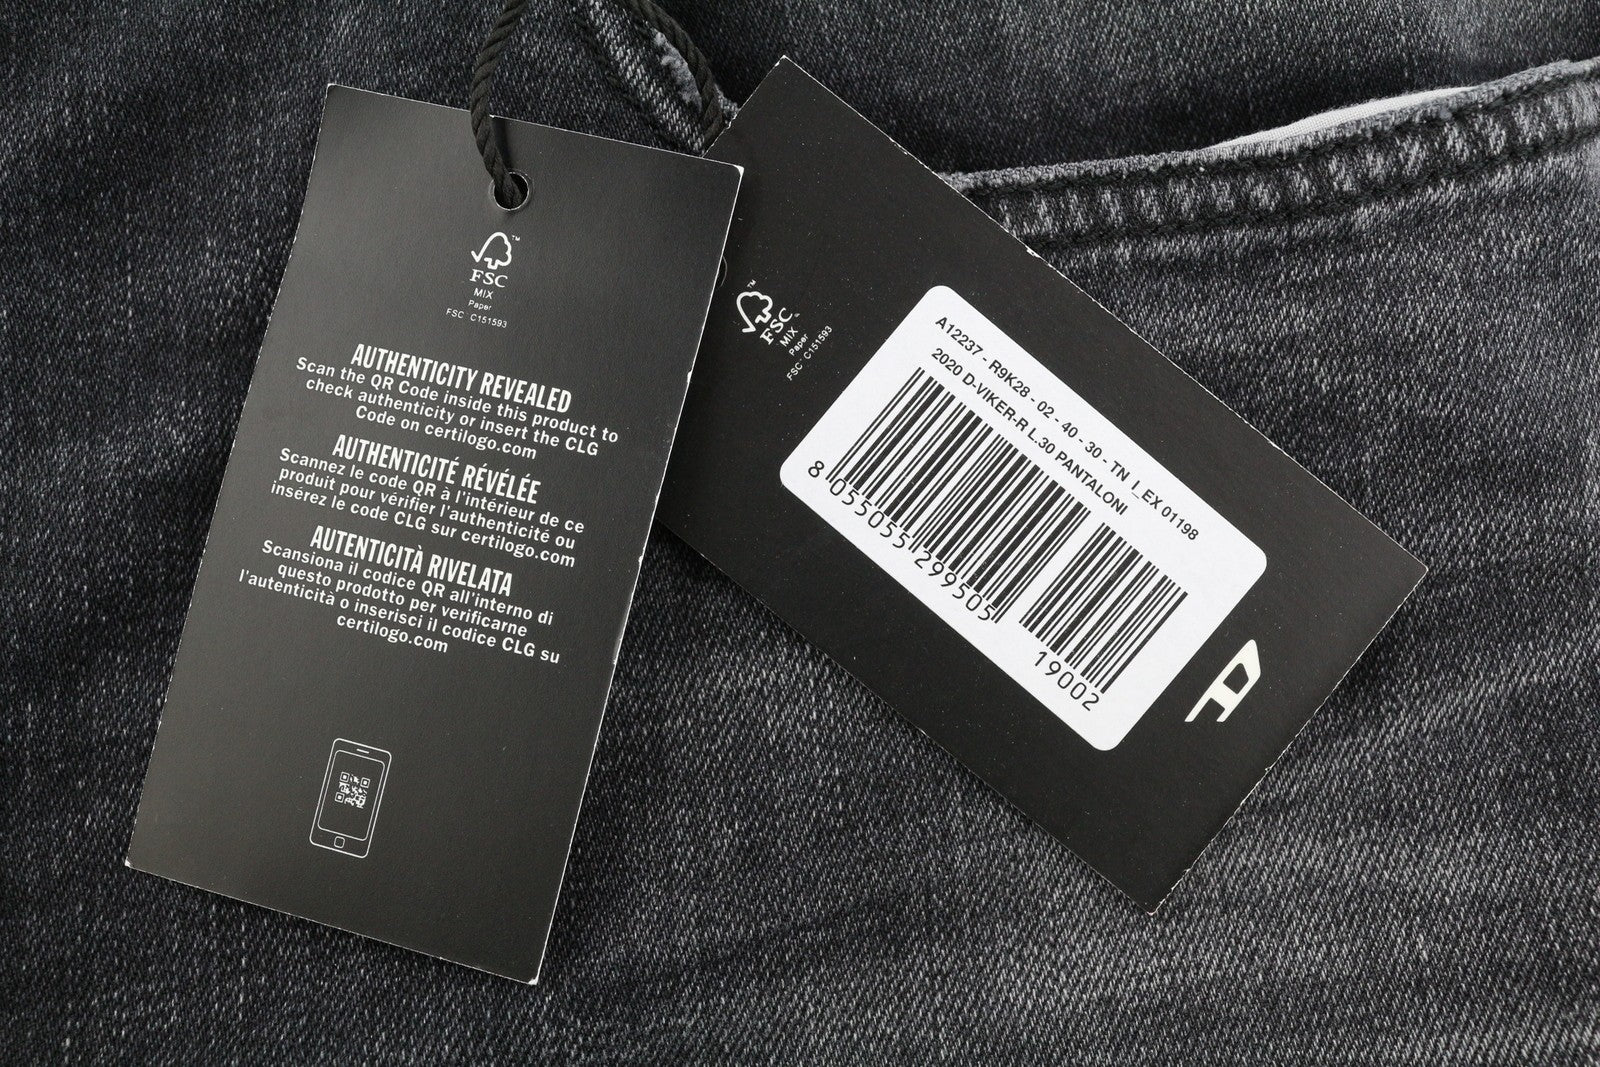 FSC
MIX
Paper
FSC C151593
AUTHENTICITY REVEALED
Scan the QR Code inside this product to
check authenticity or insert the CLG
Code on certilogo.com
AUTHENTICITÉ RÉVÉLÉE
Scannez le code QR à l'intérieur de ce
produit pour vérifier l'authenticité ou
insérez le code CLG sur certilogo.com
AUTENTICITÀ RIVELATA
Scansiona il codice QR all'interno di
questo prodotto per verificarne
l'autenticità o inserisci il codice CLG su
certilogo.com
FSC
MIX
Paper
FSC C151593
A12237 - R9K28 - 02 - 40 - 30 - TN I_EX 01198
2020 D-VIKER-R L.30 PANTALONI
8 055055 299505
19002
D